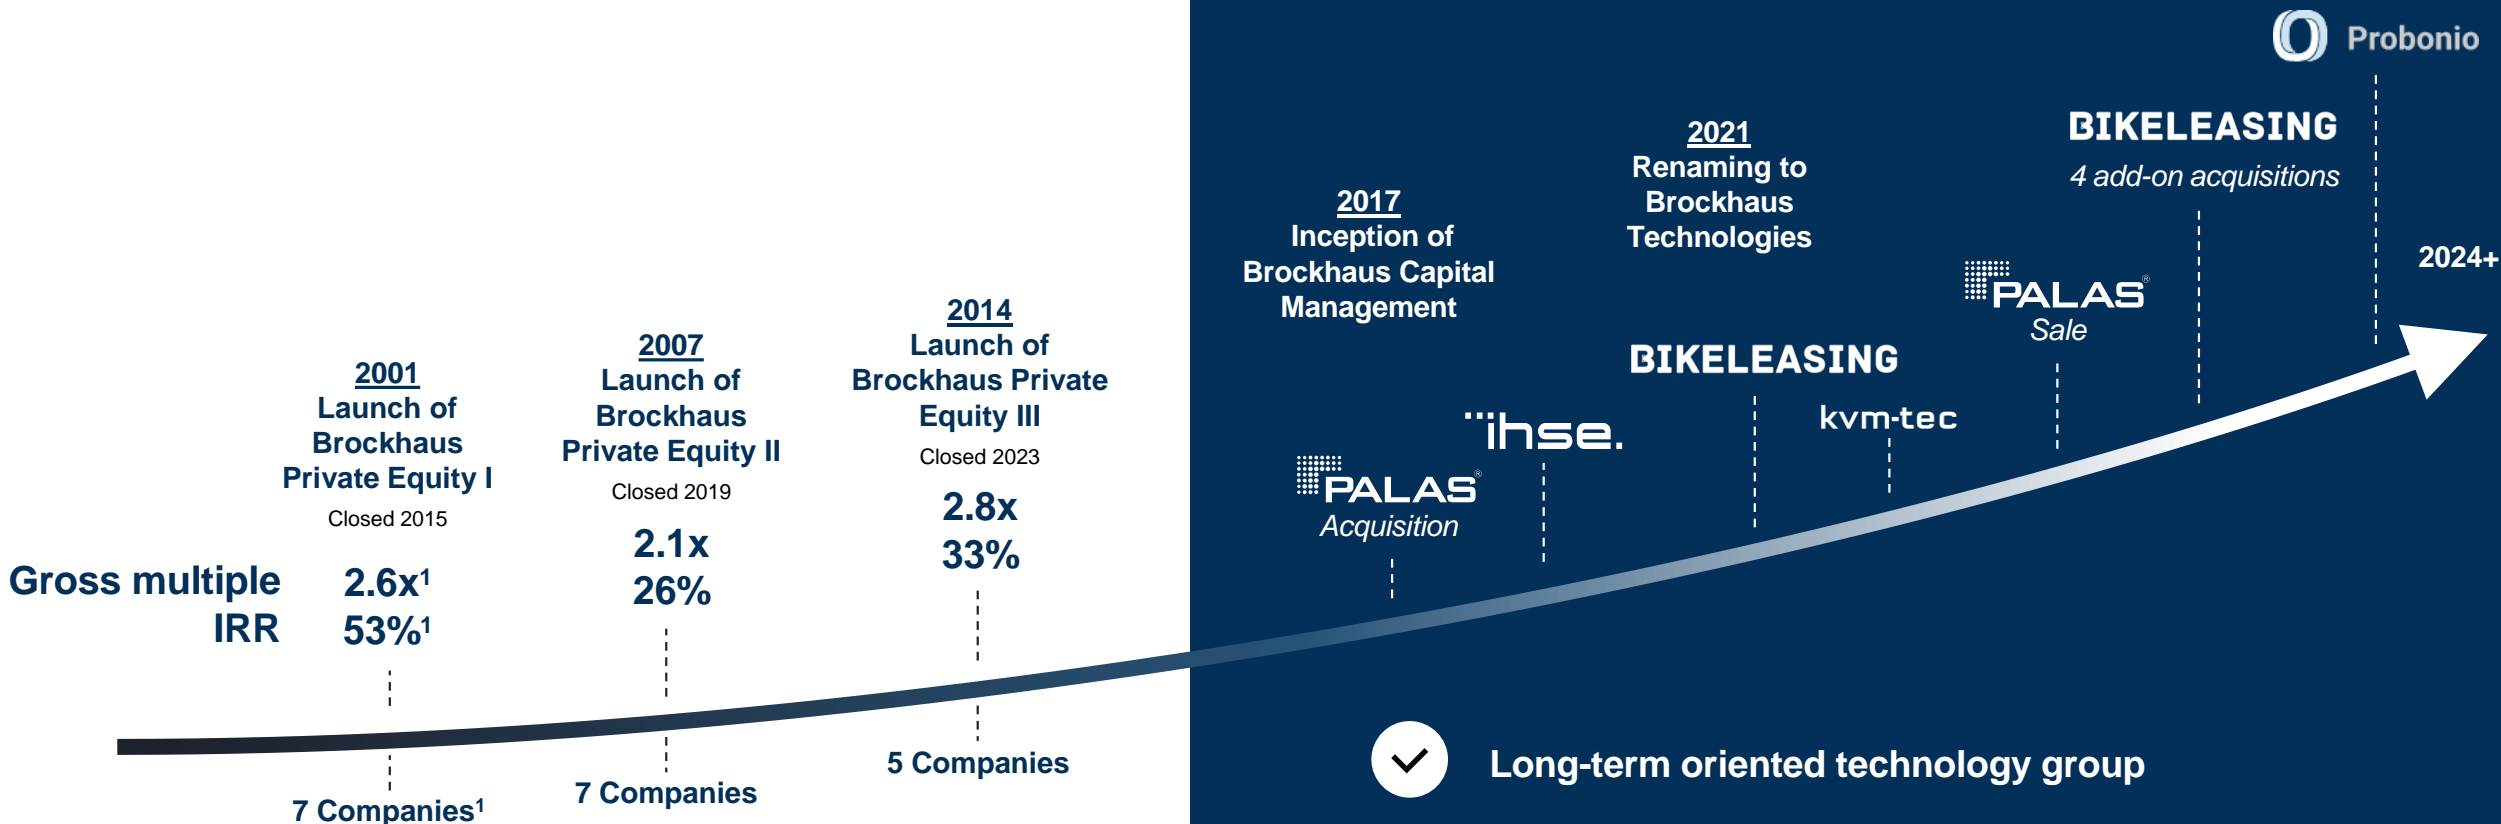 2001
Launch of
Brockhaus
Private Equity I
Closed 2015
Gross multiple
2.6x¹
IRR
53%¹
7 Companies¹
2007
Launch of
Brockhaus
Private Equity II
Closed 2019
2.1x
26%
7 Companies
2014
Launch of
Brockhaus Private
Equity III
Closed 2023
2.8x
33%
5 Companies
2017
Inception of
Brockhaus Capital
Management
PALAS®
Acquisition
ihse.
2021
Renaming to
Brockhaus
Technologies
BIKELEASING
kvm-tec
PALAS®
Sale
BIKELEASING
4 add-on acquisitions
Probonio
2024+
Long-term oriented technology group